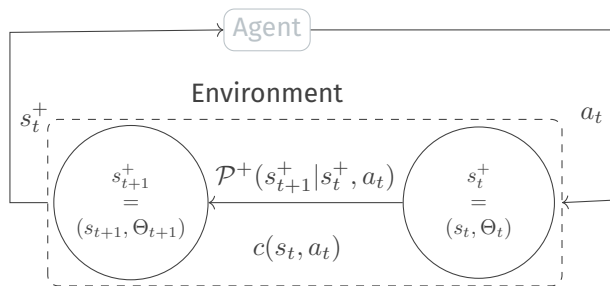 Agent
Environment
s_t^+
a_t
s_{t+1}^+
=
(s_{t+1}, Θ_{t+1})
𝒫^+(s_{t+1}^+|s_t^+, a_t)
c(s_t, a_t)
s_t^+
=
(s_t, Θ_t)